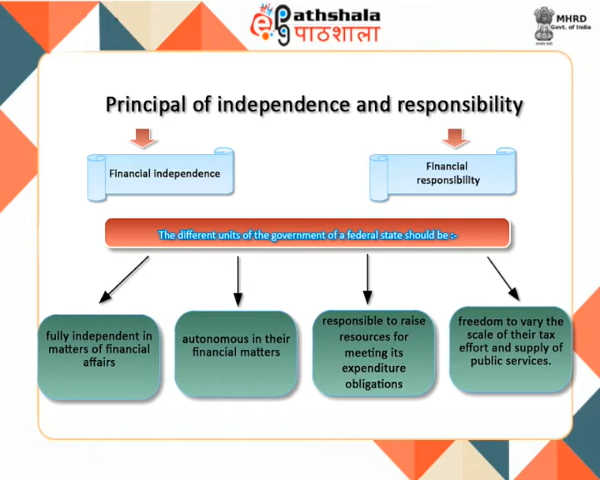 Pathshala
पाठशाला
MHRD
Govt. of India
Principal of independence and responsibility
Financial independence
Financial
responsibility
The different units of the government of a federal state should be :-
fully independent in
matters of financial
affairs
autonomous in their
financial matters
responsible to raise
resources for
meeting its
expenditure
obligations
freedom to vary the
scale of their tax
effort and supply of
public services.